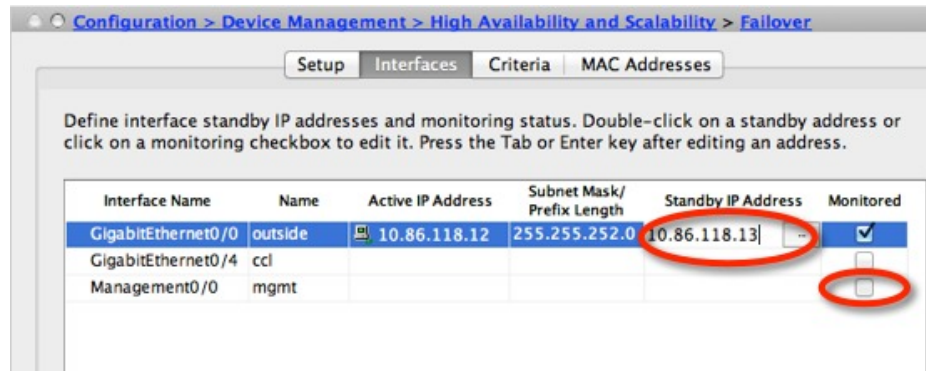 Configuration > Device Management > High Availability and Scalability > Failover
Setup Interfaces Criteria MAC Addresses
Define interface standby IP addresses and monitoring status. Double-click on a standby address or
click on a monitoring checkbox to edit it. Press the Tab or Enter key after editing an address.
Interface Name Name Active IP Address Subnet Mask/ Prefix Length Standby IP Address Monitored
GigabitEthernet0/0 outside 10.86.118.12 255.255.252.0 10.86.118.13 ...
GigabitEthernet0/4 ccl
Management0/0 mgmt